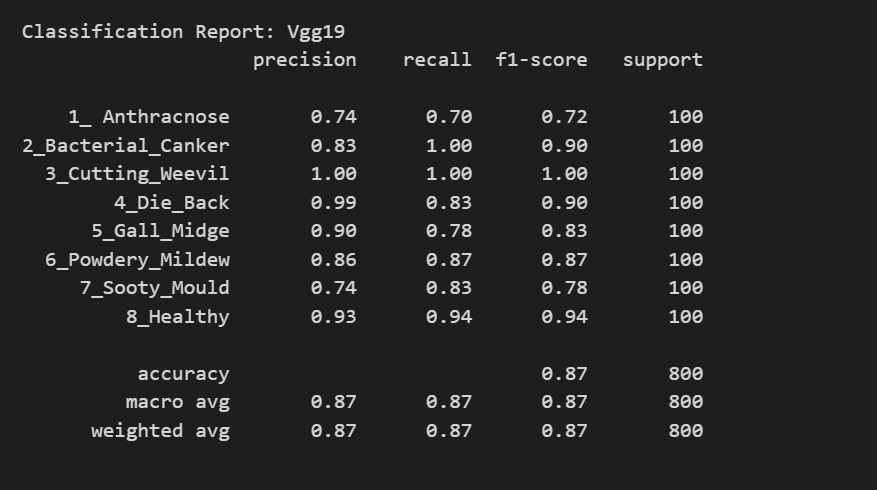 Classification Report: Vgg19
precision recall f1-score support
1_ Anthracnose 0.74 0.70 0.72 100
2_Bacterial_Canker 0.83 1.00 0.90 100
3_Cutting_Weevil 1.00 1.00 1.00 100
4_Die_Back 0.99 0.83 0.90 100
5_Gall_Midge 0.90 0.78 0.83 100
6_Powdery_Mildew 0.86 0.87 0.87 100
7_Sooty_Mould 0.74 0.83 0.78 100
8_Healthy 0.93 0.94 0.94 100
accuracy 0.87 800
macro avg 0.87 0.87 0.87 800
weighted avg 0.87 0.87 0.87 800